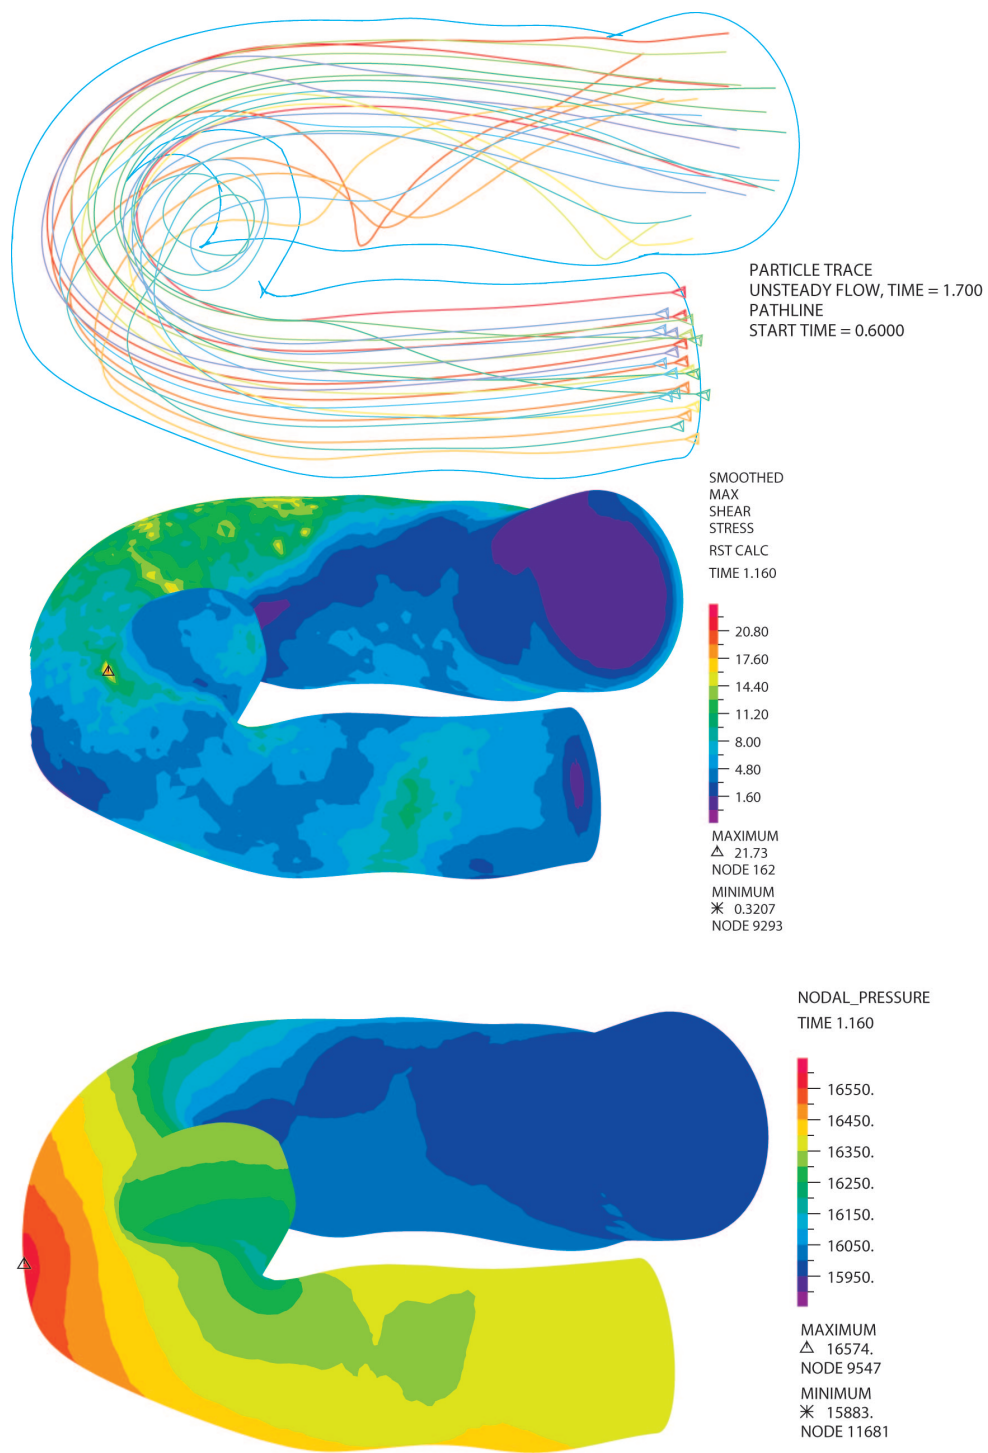 PARTICLE TRACE
UNSTEADY FLOW, TIME = 1.700
PATHLINE
START TIME = 0.6000
SMOOTHED
MAX
SHEAR
STRESS
RST CALC
TIME 1.160
20.80
17.60
14.40
11.20
8.00
4.80
1.60
MAXIMUM
21.73
NODE 162
MINIMUM
0.3207
NODE 9293
NODAL_PRESSURE
TIME 1.160
16550.
16450.
16350.
16250.
16150.
16050.
15950.
MAXIMUM
16574.
NODE 9547
MINIMUM
15883.
NODE 11681